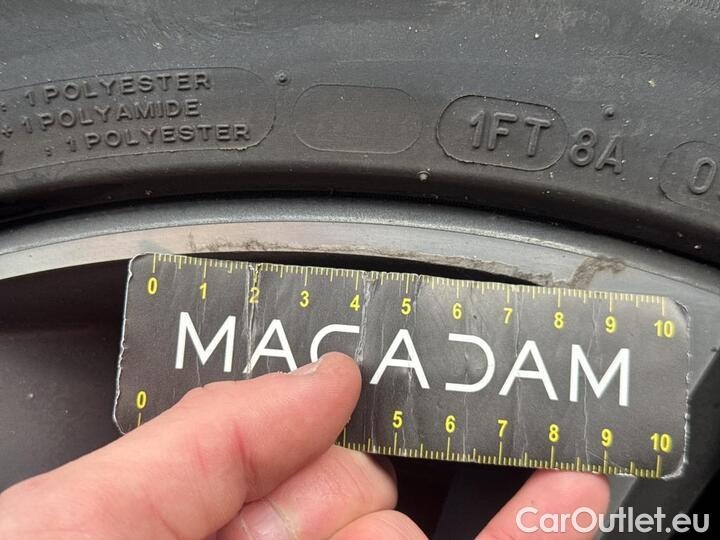 : 1 POLYESTER
+ 1 POLYAMIDE
: 1 POLYESTER
1FT 8A
0
0 1 2 3 4 5 6 7 8 9 10
MACADAM
0 5 6 7 8 9 10
CarOutlet.eu